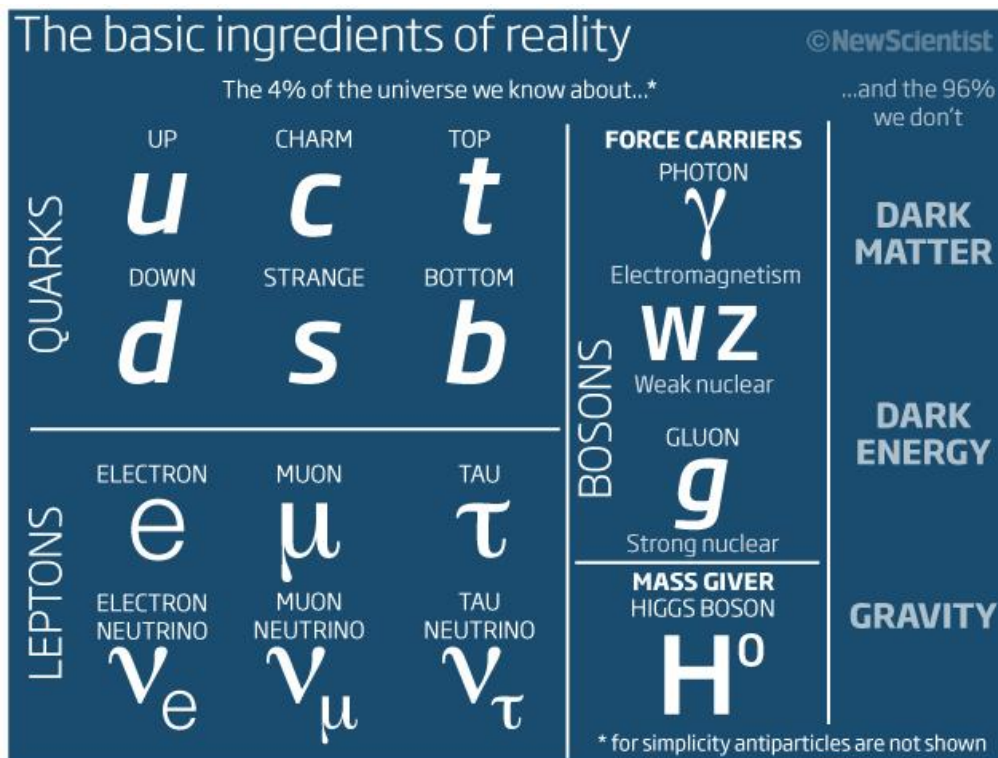 The basic ingredients of reality
©NewScientist
The 4% of the universe we know about...*
...and the 96%
we don't
QUARKS
UP CHARM TOP
u c t
DOWN STRANGE BOTTOM
d s b
LEPTONS
ELECTRON MUON TAU
e μ τ
ELECTRON MUON TAU
NEUTRINO NEUTRINO NEUTRINO
νe νμ ντ
BOSONS
FORCE CARRIERS
PHOTON
γ
Electromagnetism
W Z
Weak nuclear
GLUON
g
Strong nuclear
MASS GIVER
HIGGS BOSON
H⁰
DARK
MATTER
DARK
ENERGY
GRAVITY
* for simplicity antiparticles are not shown